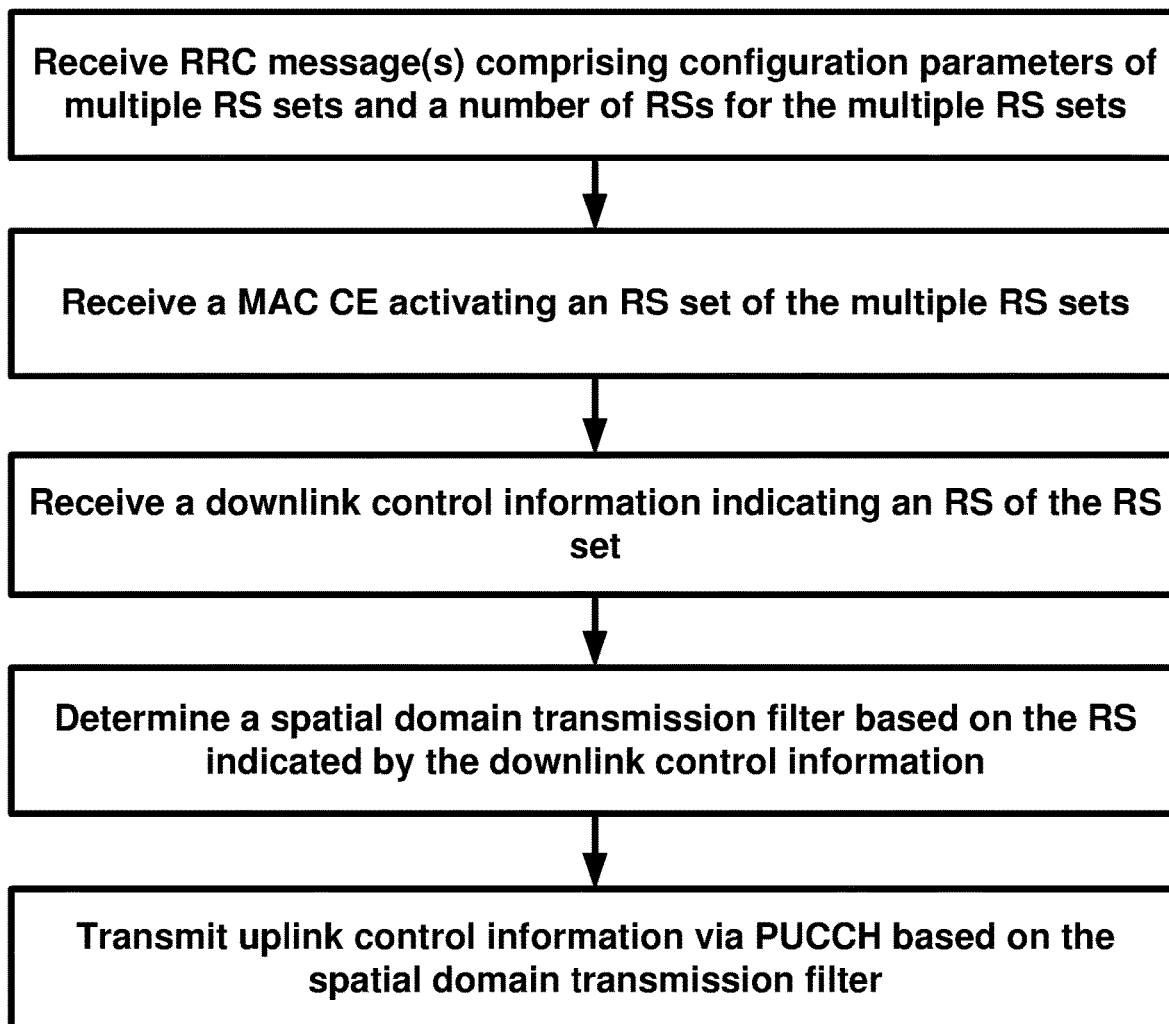 Receive RRC message(s) comprising configuration parameters of
multiple RS sets and a number of RSs for the multiple RS sets
Receive a MAC CE activating an RS set of the multiple RS sets
Receive a downlink control information indicating an RS of the RS
set
Determine a spatial domain transmission filter based on the RS
indicated by the downlink control information
Transmit uplink control information via PUCCH based on the
spatial domain transmission filter